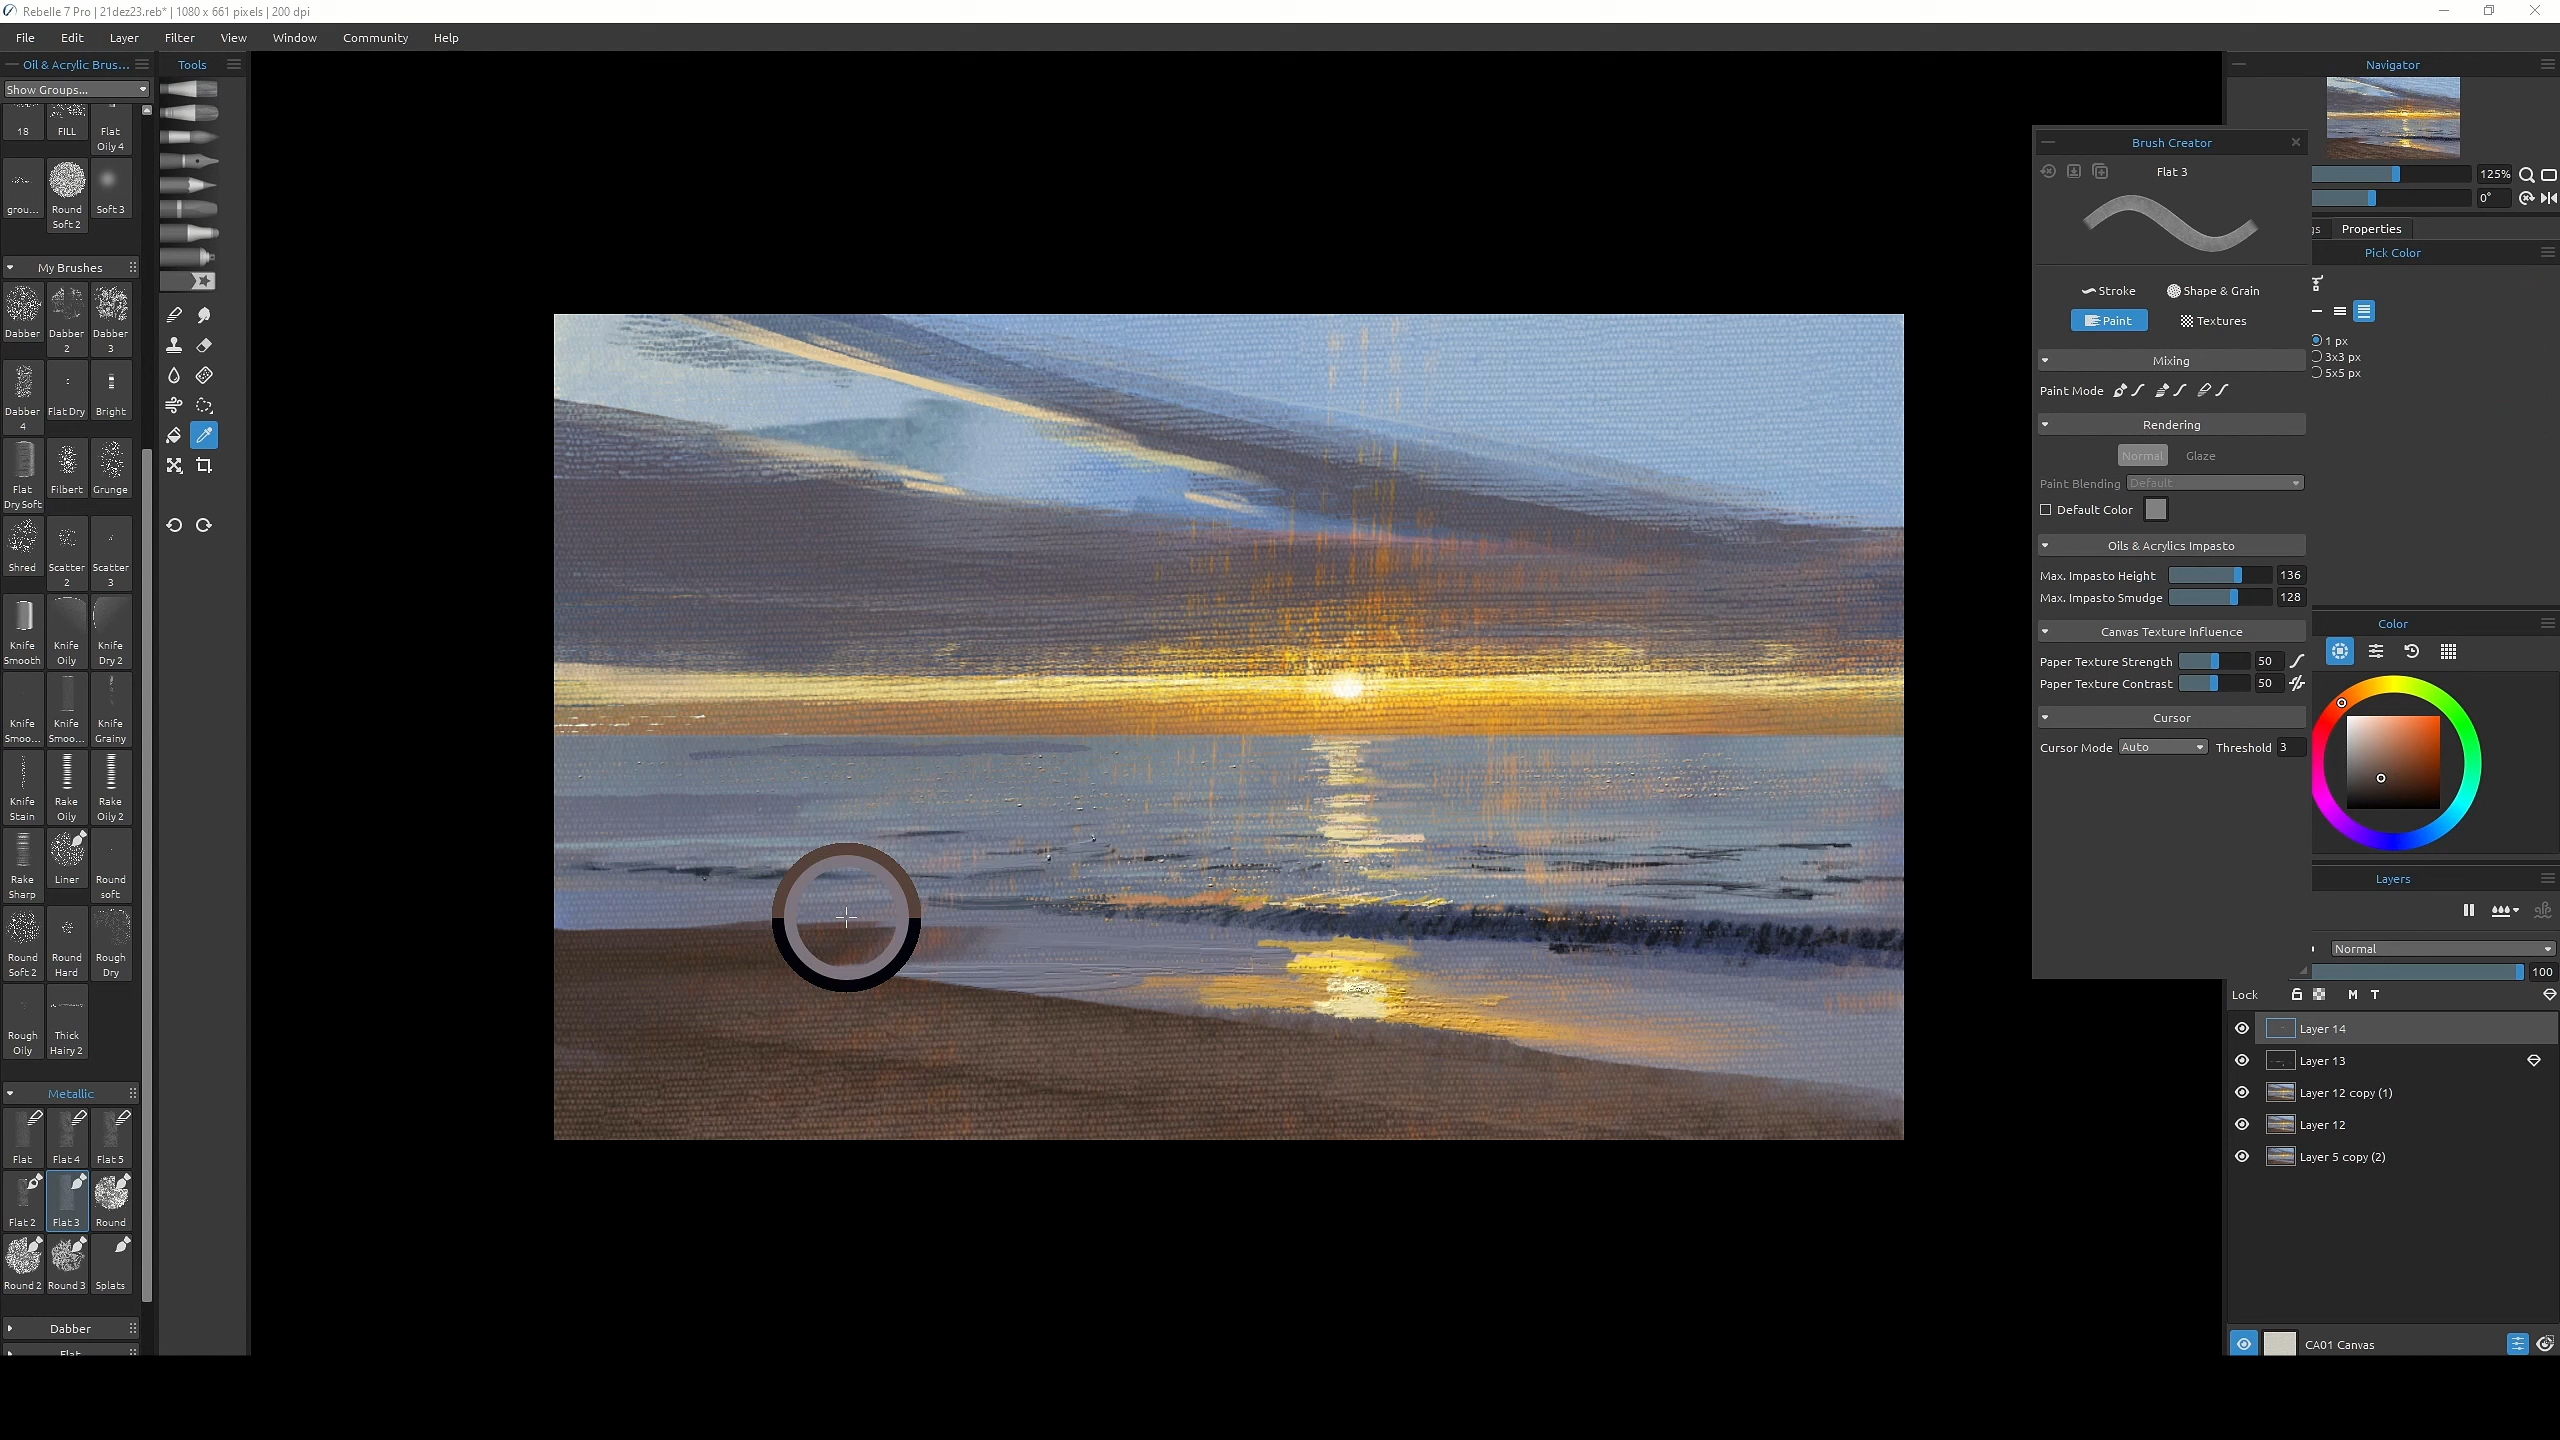 Rebelle 7 Pro | 21dez23.reb* | 1080 x 661 pixels | 200 dpi
File Edit Layer Filter View Window Community Help
Oil & Acrylic Brus...
Show Groups...
18 FILL Flat Oily 4
grou... Round Soft 2 Soft 3
My Brushes
Dabber Dabber 2 Dabber 3
Dabber 4 Flat Dry Bright
Flat Dry Soft Filbert Grunge
Shred Scatter 2 Scatter 3
Knife Smooth Knife Oily Knife Dry 2
Knife Smoo... Knife Smoo... Knife Grainy
Knife Stain Rake Oily Rake Oily 2
Rake Sharp Liner Round soft
Round Soft 2 Round Hard Rough Dry
Rough Oily Thick Hairy 2
Metallic
Flat Flat 4 Flat 5
Flat 2 Flat 3 Round
Round 2 Round 3 Splats
Dabber
Flat
Tools
Brush Creator
Flat 3
Stroke Shape & Grain
Paint Textures
Mixing
Paint Mode
Rendering
Normal Glaze
Paint Blending Default
Default Color
Oils & Acrylics Impasto
Max. Impasto Height 136
Max. Impasto Smudge 128
Canvas Texture Influence
Paper Texture Strength 50
Paper Texture Contrast 50
Cursor
Cursor Mode Auto Threshold 3
Navigator
125%
0°
gs Properties
Pick Color
1 px
3x3 px
5x5 px
Color
Layers
Normal
100
Lock M T
Layer 14
Layer 13
Layer 12 copy (1)
Layer 12
Layer 5 copy (2)
CA01 Canvas